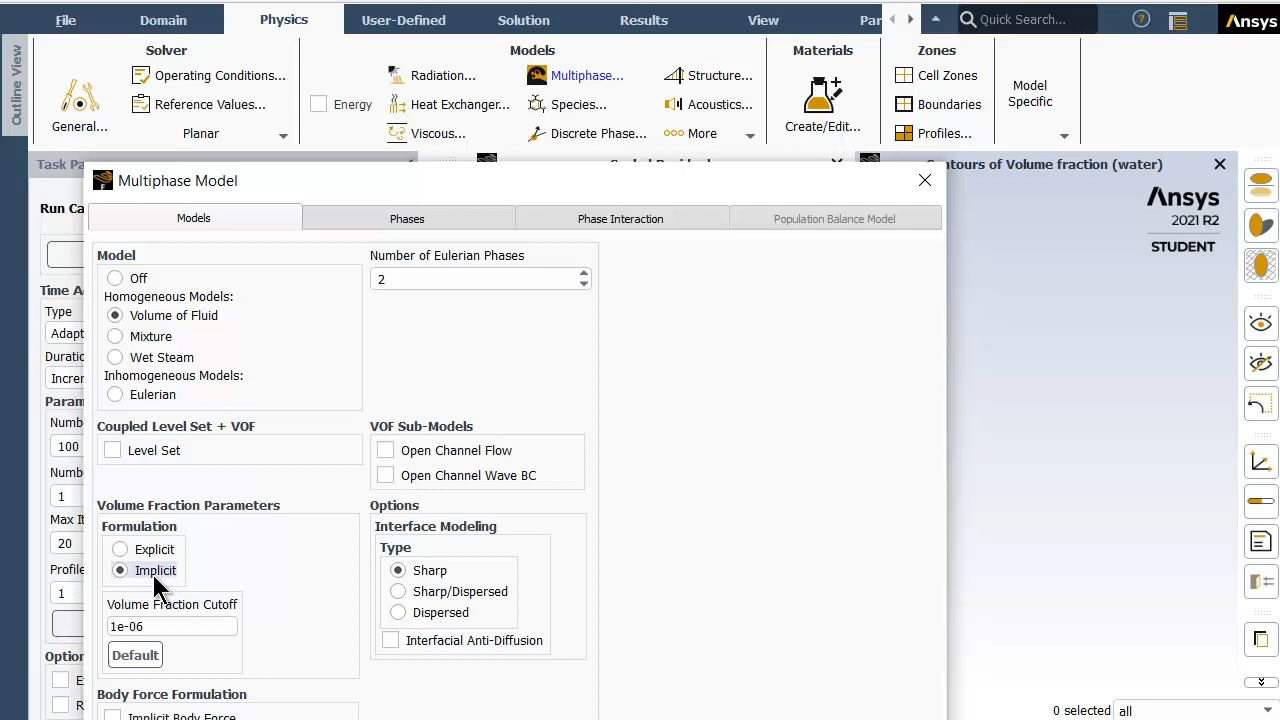 File Domain Physics User-Defined Solution Results View Par Quick Search... Ansys
Outline View
Solver Models Materials Zones
General...
Operating Conditions...
Reference Values...
Planar
Energy
Radiation...
Heat Exchanger...
Viscous...
Multiphase...
Species...
Discrete Phase...
Structure...
Acoustics...
More
Create/Edit...
Cell Zones
Boundaries
Profiles...
Model
Specific
Task Pa
Contours of Volume fraction (water)
Ansys
2021 R2
STUDENT
Run Ca
Time A
Type
Adapt
Duratio
Increm
Param
Numb
100
Numb
1
Max It
20
Profile
1
Option
Multiphase Model
Models Phases Phase Interaction Population Balance Model
Model
Off
Homogeneous Models:
Volume of Fluid
Mixture
Wet Steam
Inhomogeneous Models:
Eulerian
Number of Eulerian Phases
2
Coupled Level Set + VOF
Level Set
VOF Sub-Models
Open Channel Flow
Open Channel Wave BC
Volume Fraction Parameters
Formulation
Explicit
Implicit
Volume Fraction Cutoff
1e-06
Default
Options
Interface Modeling
Type
Sharp
Sharp/Dispersed
Dispersed
Interfacial Anti-Diffusion
Body Force Formulation
Implicit Body Force
0 selected all